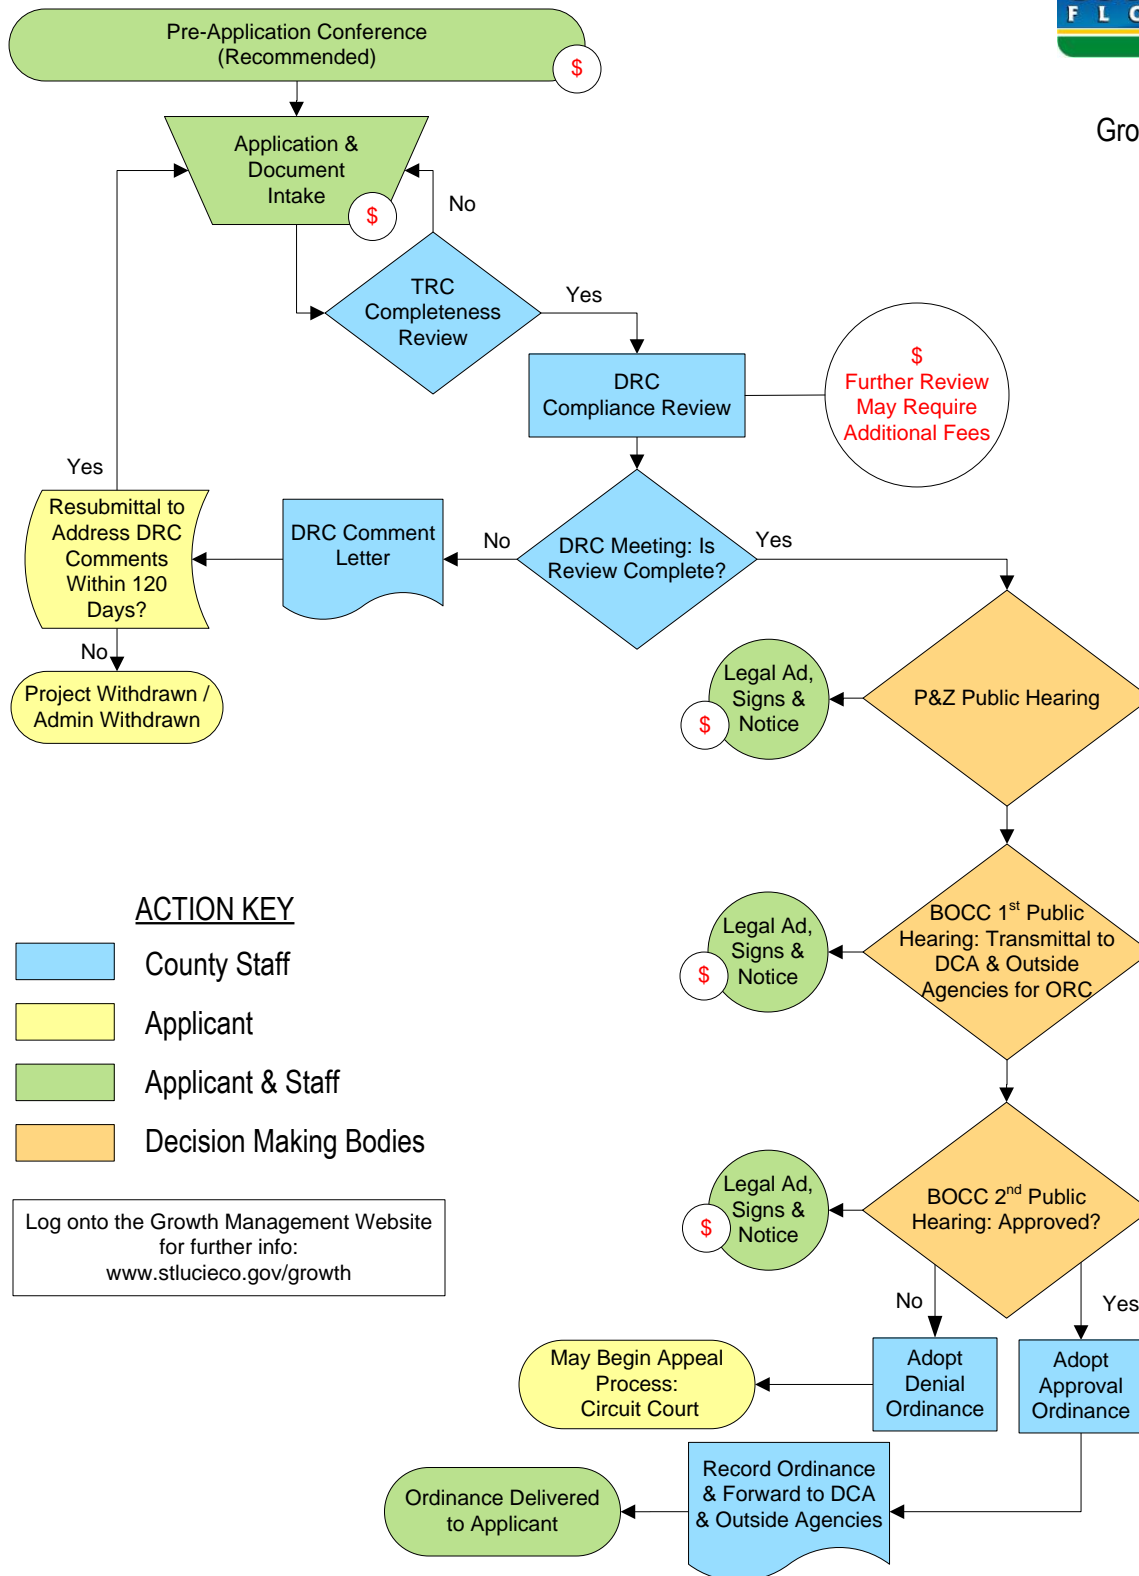 Pre-Application Conference
(Recommended)
$
F L O
Gro
Application &
Document
Intake
$
No
TRC
Completeness
Review
Yes
DRC
Compliance Review
$
Further Review
May Require
Additional Fees
Yes
Resubmittal to
Address DRC
Comments
Within 120
Days?
DRC Comment
Letter
No
DRC Meeting: Is
Review Complete?
Yes
No
Project Withdrawn /
Admin Withdrawn
Legal Ad,
Signs &
Notice
$
P&Z Public Hearing
ACTION KEY
County Staff
Applicant
Applicant & Staff
Decision Making Bodies
Legal Ad,
Signs &
Notice
$
BOCC 1st Public
Hearing: Transmittal to
DCA & Outside
Agencies for ORC
Log onto the Growth Management Website
for further info:
www.stlucieco.gov/growth
Legal Ad,
Signs &
Notice
$
BOCC 2nd Public
Hearing: Approved?
No
Yes
May Begin Appeal
Process:
Circuit Court
Adopt
Denial
Ordinance
Adopt
Approval
Ordinance
Ordinance Delivered
to Applicant
Record Ordinance
& Forward to DCA
& Outside Agencies